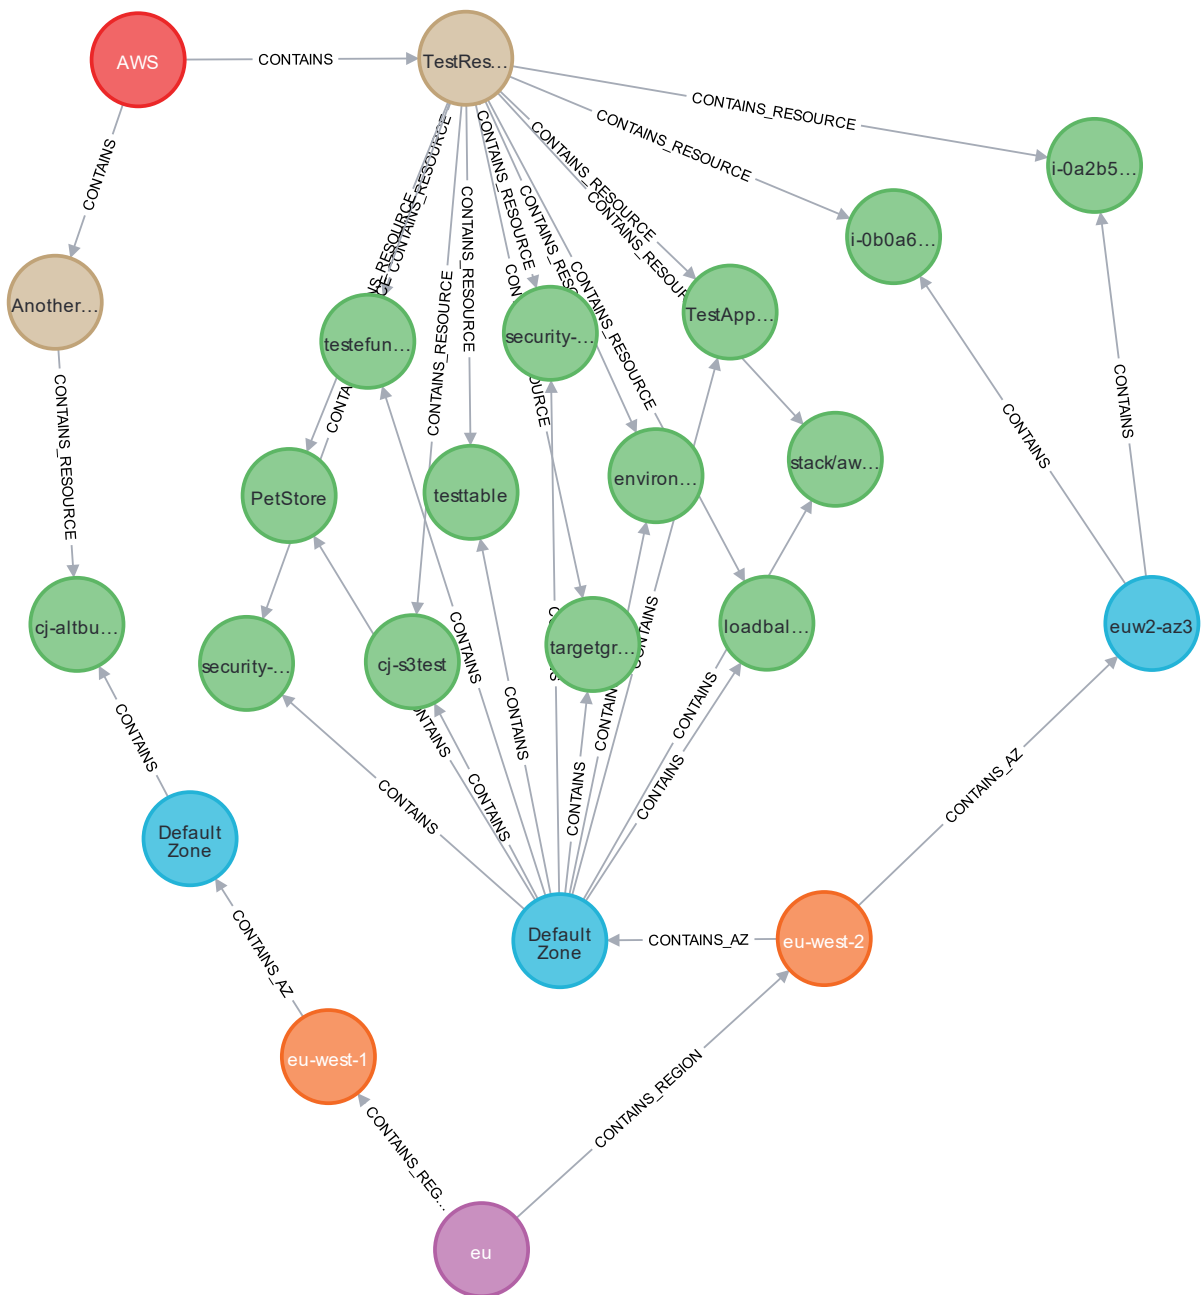 AWS
CONTAINS
TestRes...
CONTAINS
CONTAINS_RESOURCE
CONTAINS_RESOURCE
CONTAINS_RESOURCE
CONTAINS_RESOURCE
CONTAINS_RESOURCE
CONTAINS_RESOURCE
CONTAINS_RESOURCE
CONTAINS_RESOURCE
i-0a2b5...
i-0b0a6...
Another...
testefun...
security-...
TestApp...
CONTAINS_RESOURCE
CONTAINS_RESOURCE
PetStore
testtable
environ...
stack/aw...
CONTAINS
CONTAINS
cj-altbu...
security-...
cj-s3test
targetgr...
loadbal...
euw2-az3
CONTAINS
CONTAINS
CONTAINS
CONTAINS
CONTAINS
CONTAINS
CONTAINS
CONTAINS
CONTAINS
CONTAINS_AZ
Default
Zone
Default
Zone
CONTAINS_AZ
eu-west-2
CONTAINS_AZ
eu-west-1
CONTAINS_REG...
CONTAINS_REGION
eu